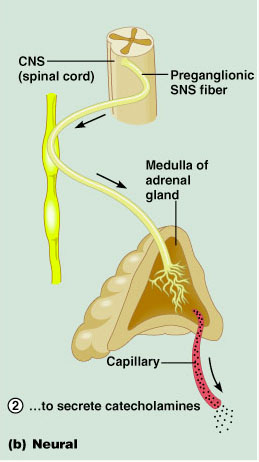 CNS
(spinal cord)
Preganglionic
SNS fiber
Medulla of
adrenal
gland
Capillary
2 ...to secrete catecholamines
(b) Neural